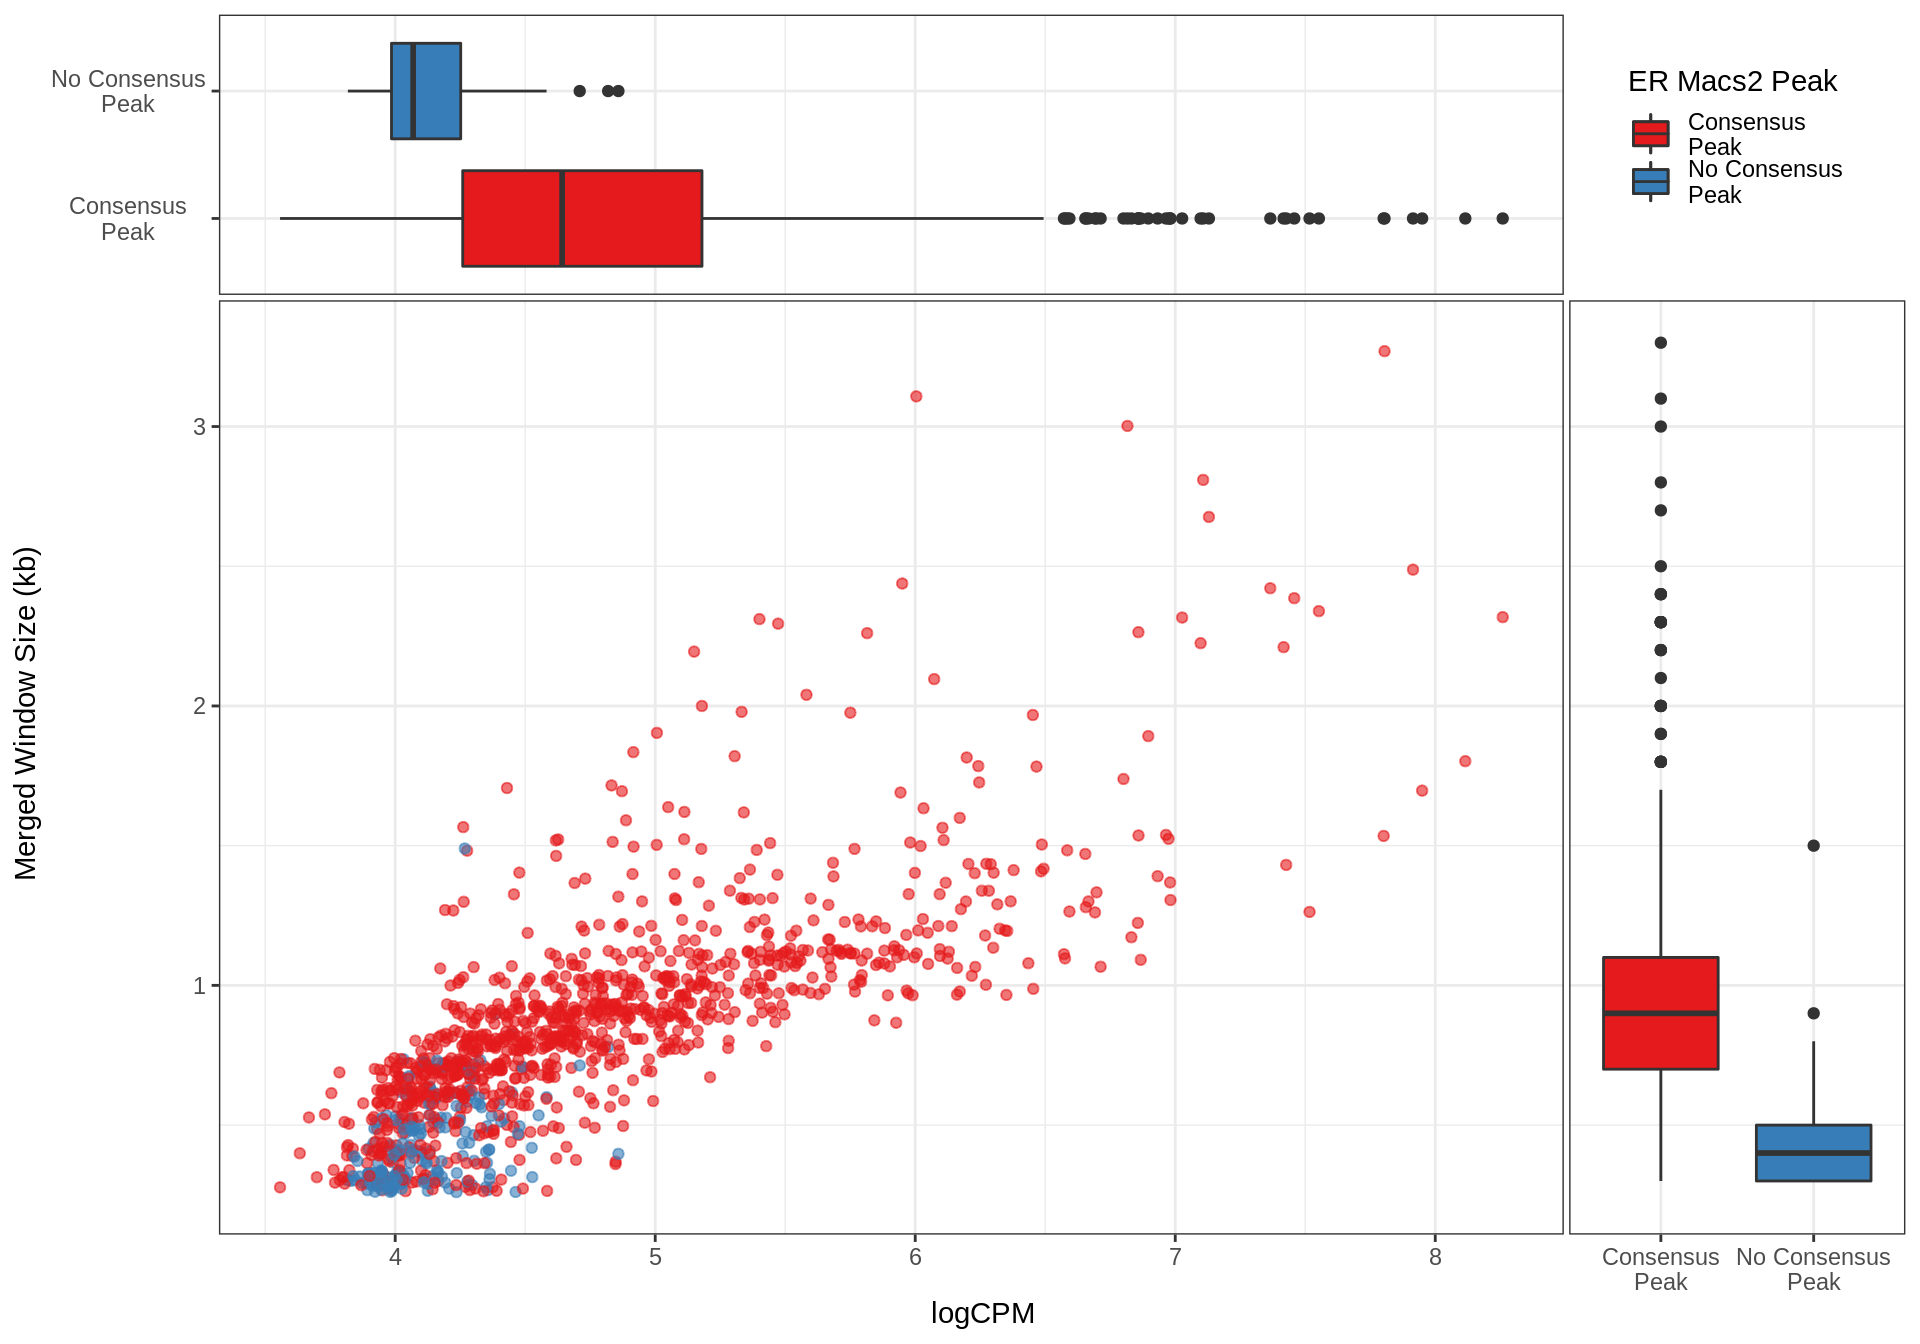 No Consensus
Peak
Consensus
Peak
ER Macs2 Peak
Consensus
Peak
No Consensus
Peak
Merged Window Size (kb)
3
2
1
4
5
6
7
8
logCPM
Consensus
Peak
No Consensus
Peak